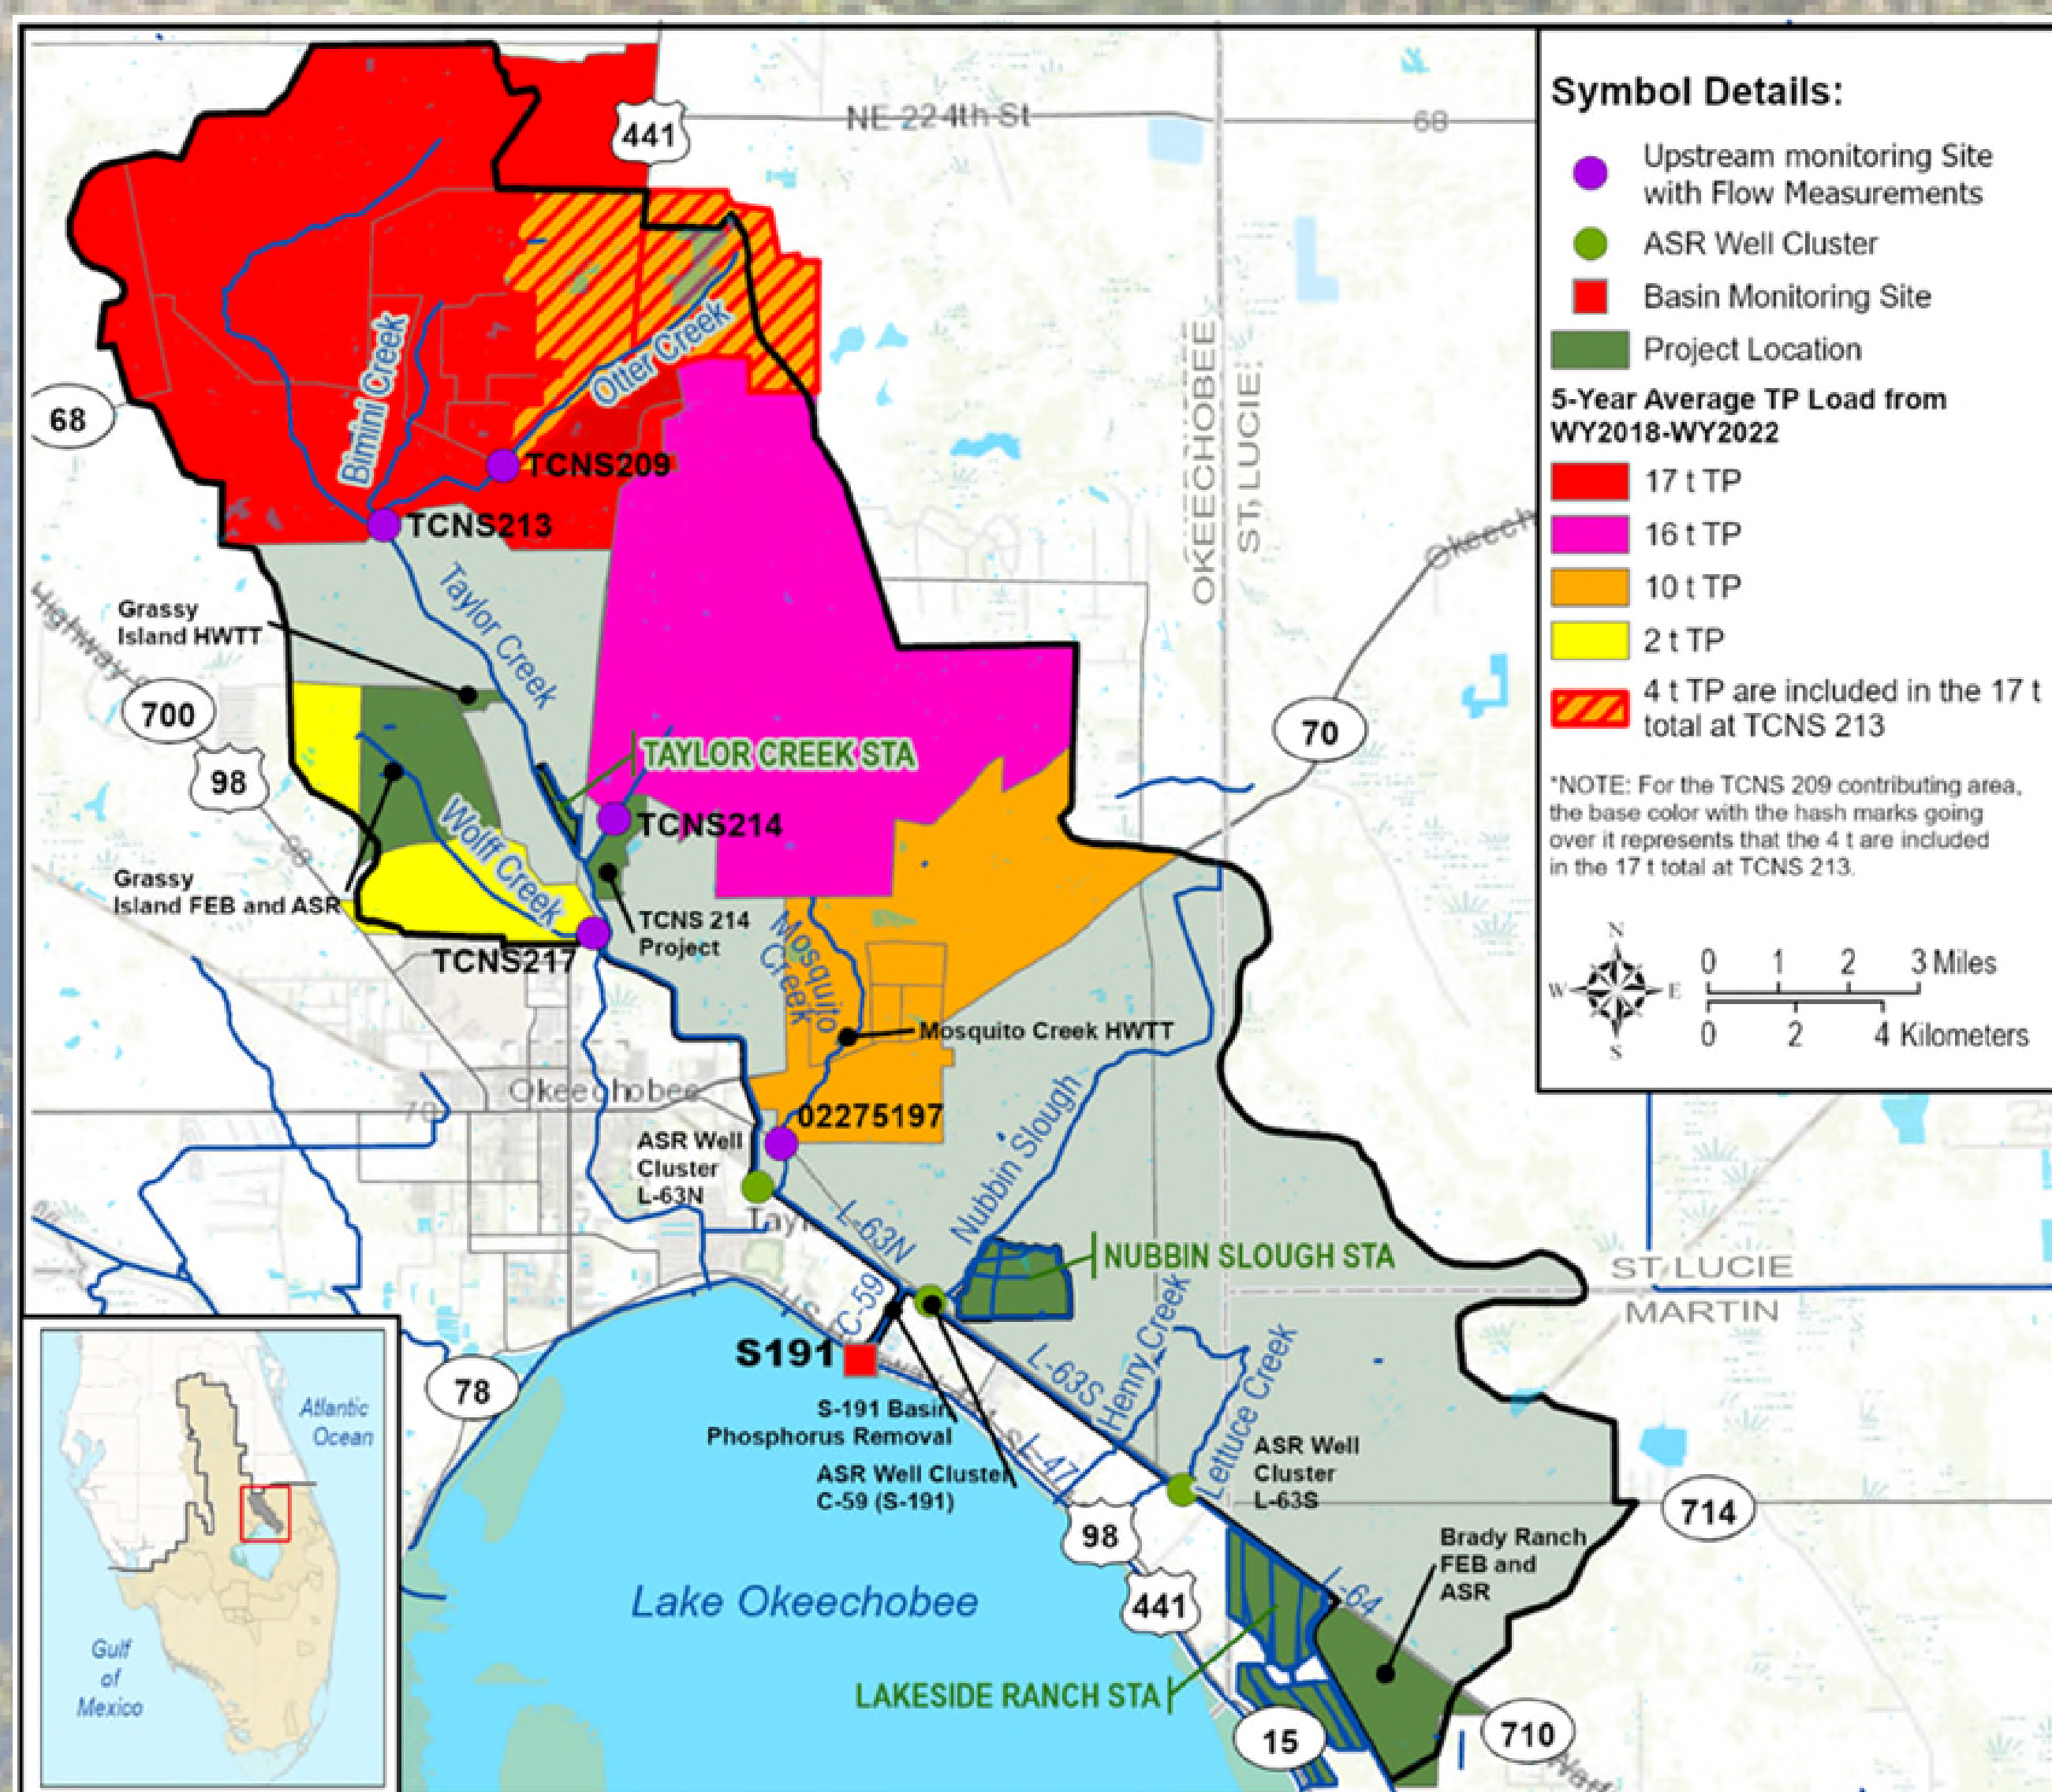 Symbol Details:
Upstream monitoring Site
with Flow Measurements
ASR Well Cluster
Basin Monitoring Site
Project Location
5-Year Average TP Load from
WY2018-WY2022
17 t TP
16 t TP
10 t TP
2 t TP
4 t TP are included in the 17 t
total at TCNS 213
*NOTE: For the TCNS 209 contributing area,
the base color with the hash marks going
over it represents that the 4 t are included
in the 17 t total at TCNS 213.
N
W
E
S
0 1 2 3 Miles
0 2 4 Kilometers
441
NE 224th St
68
68
Bimini Creek
Otter Creek
TCNS209
TCNS213
Taylor Creek
OKEECHOBEE
ST. LUCIE
Okeech
Grassy
Island HWTT
Highway
700
98
98
70
TAYLOR CREEK STA
TCNS214
Wolff Creek
Grassy
Island FEB and ASR
TCNS 214
Project
TCNS217
Mosquito
Creek
Mosquito Creek HWTT
Okeechobee
70
02275197
ASR Well
Cluster
L-63N
Tayl
L-63N
Nubbin Slough
NUBBIN SLOUGH STA
ST. LUCIE
MARTIN
C-59
S191
L-63S
Henry Creek
Lettuce Creek
78
S-191 Basin
Phosphorus Removal
ASR Well Cluster
C-59 (S-191)
L-47
ASR Well
Cluster
L-63S
714
98
441
Brady Ranch
FEB and
ASR
L-64
Lake Okeechobee
LAKESIDE RANCH STA
15
710
Atlantic
Ocean
Gulf
of
Mexico